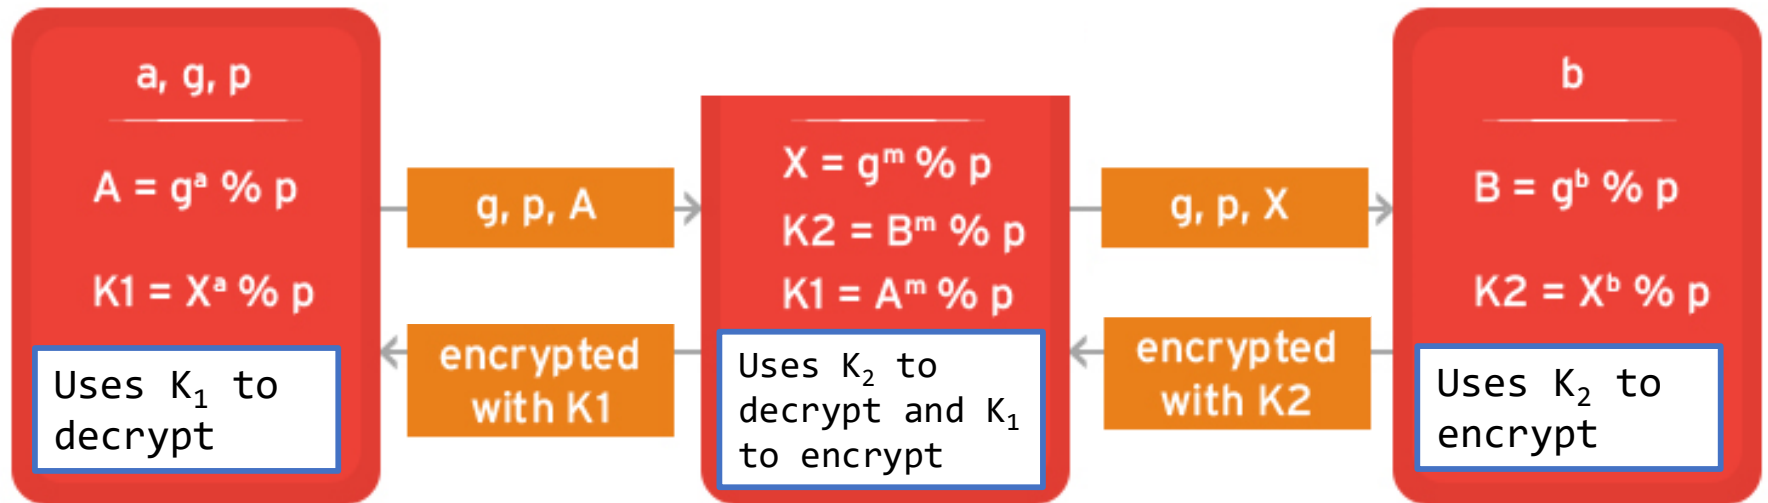 a, g, p
A = gᵃ % p
K1 = Xᵃ % p
Uses K₁ to
decrypt
g, p, A
encrypted
with K1
X = gᵐ % p
K2 = Bᵐ % p
K1 = Aᵐ % p
Uses K₂ to
decrypt and K₁
to encrypt
g, p, X
encrypted
with K2
b
B = gᵇ % p
K2 = Xᵇ % p
Uses K₂ to
encrypt